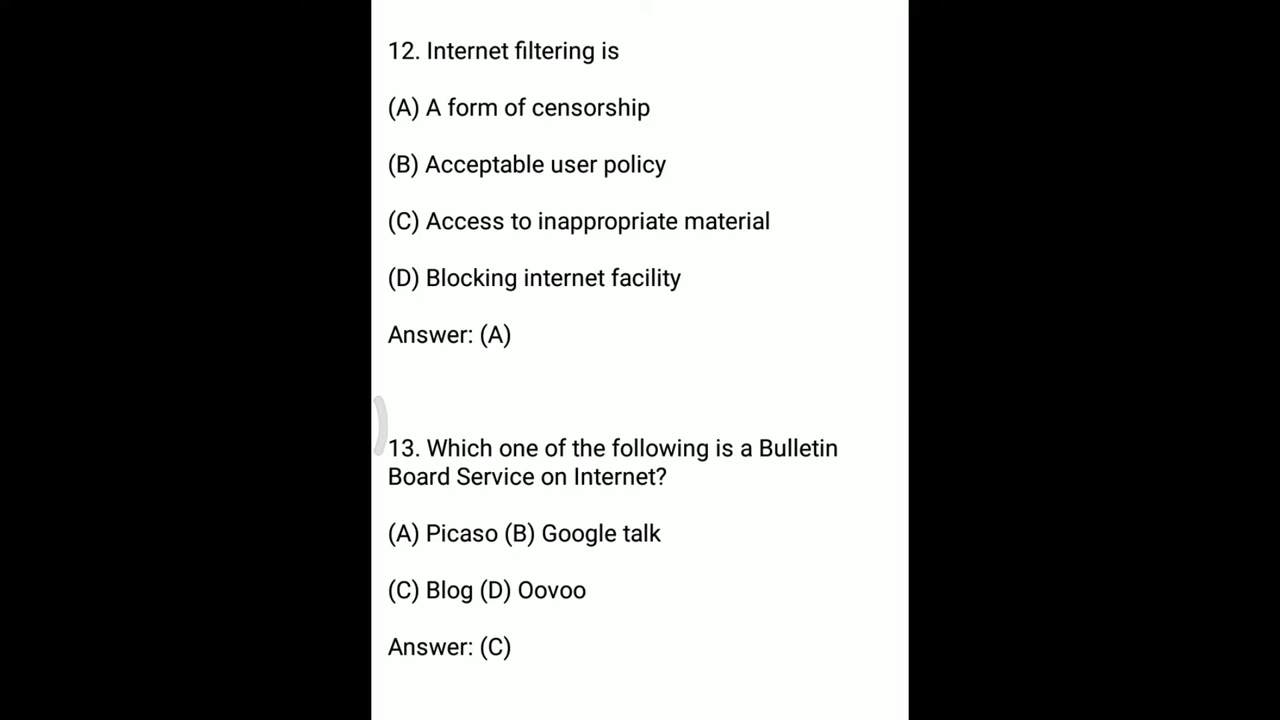 12. Internet filtering is
(A) A form of censorship
(B) Acceptable user policy
(C) Access to inappropriate material
(D) Blocking internet facility
Answer: (A)
13. Which one of the following is a Bulletin
Board Service on Internet?
(A) Picaso (B) Google talk
(C) Blog (D) Oovoo
Answer: (C)